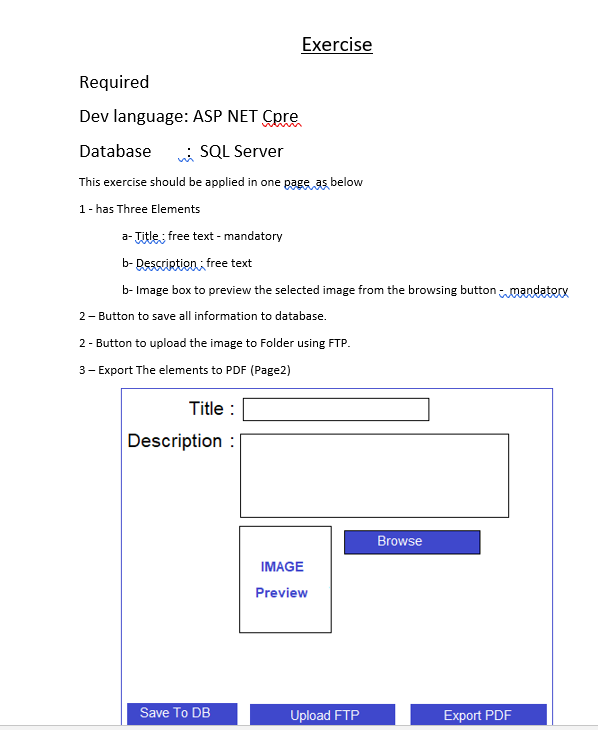 Exercise
Required
Dev language: ASP NET Cpre
Database : SQL Server
This exercise should be applied in one page as below
1 - has Three Elements
a- Title : free text - mandatory
b- Description : free text
b- Image box to preview the selected image from the browsing button - mandatory
2 – Button to save all information to database.
2 - Button to upload the image to Folder using FTP.
3 – Export The elements to PDF (Page2)
Title :
Description :
Browse
IMAGE
Preview
Save To DB Upload FTP Export PDF